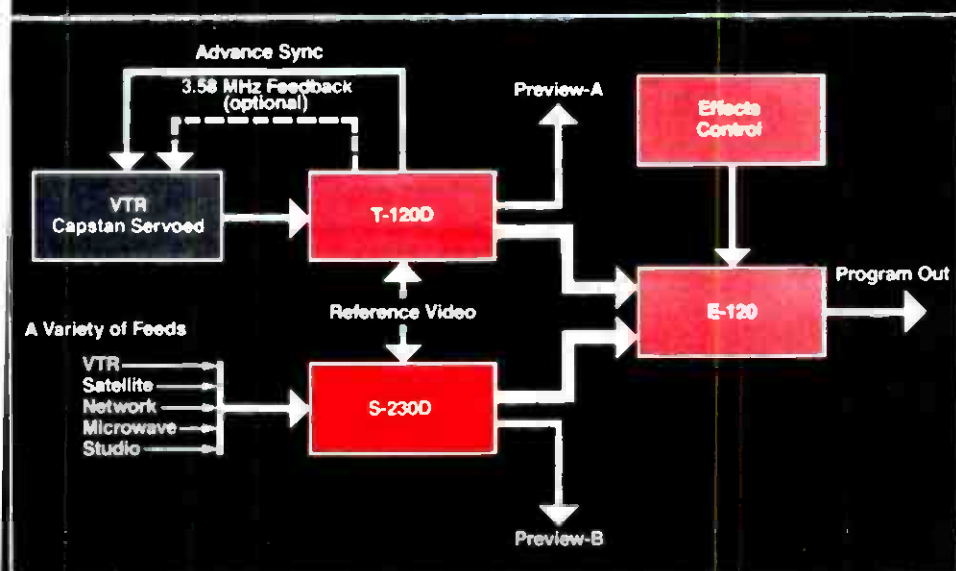 Advance Sync
3.58 MHz Feedback
(optional)
Preview-A
Effects
Control
VTR
Capstan Servoed
T-120D
Program Out
Reference Video
E-120
A Variety of Feeds
VTR
Satellite
Network
Microwave
Studio
S-230D
Preview-B